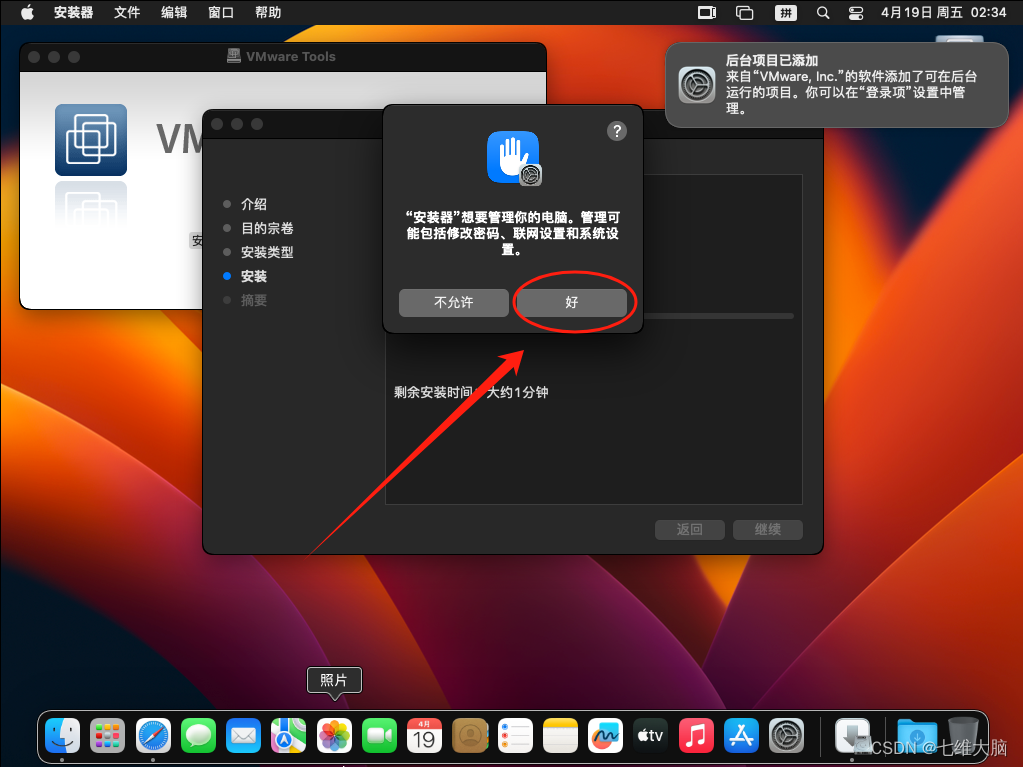 安装器 文件 编辑 窗口 帮助
拼
4月19日 周五 02:34
VMware Tools
后台项目已添加
来自“VMware, Inc.”的软件添加了可在后台
运行的项目。你可以在“登录项”设置中管
理。
VM
安
?
“安装器”想要管理你的电脑。管理可
能包括修改密码、联网设置和系统设
置。
不允许
好
介绍
目的宗卷
安装类型
安装
摘要
剩余安装时间 大约1分钟
返回
继续
照片
4月
19
tv
CSDN @七维大脑